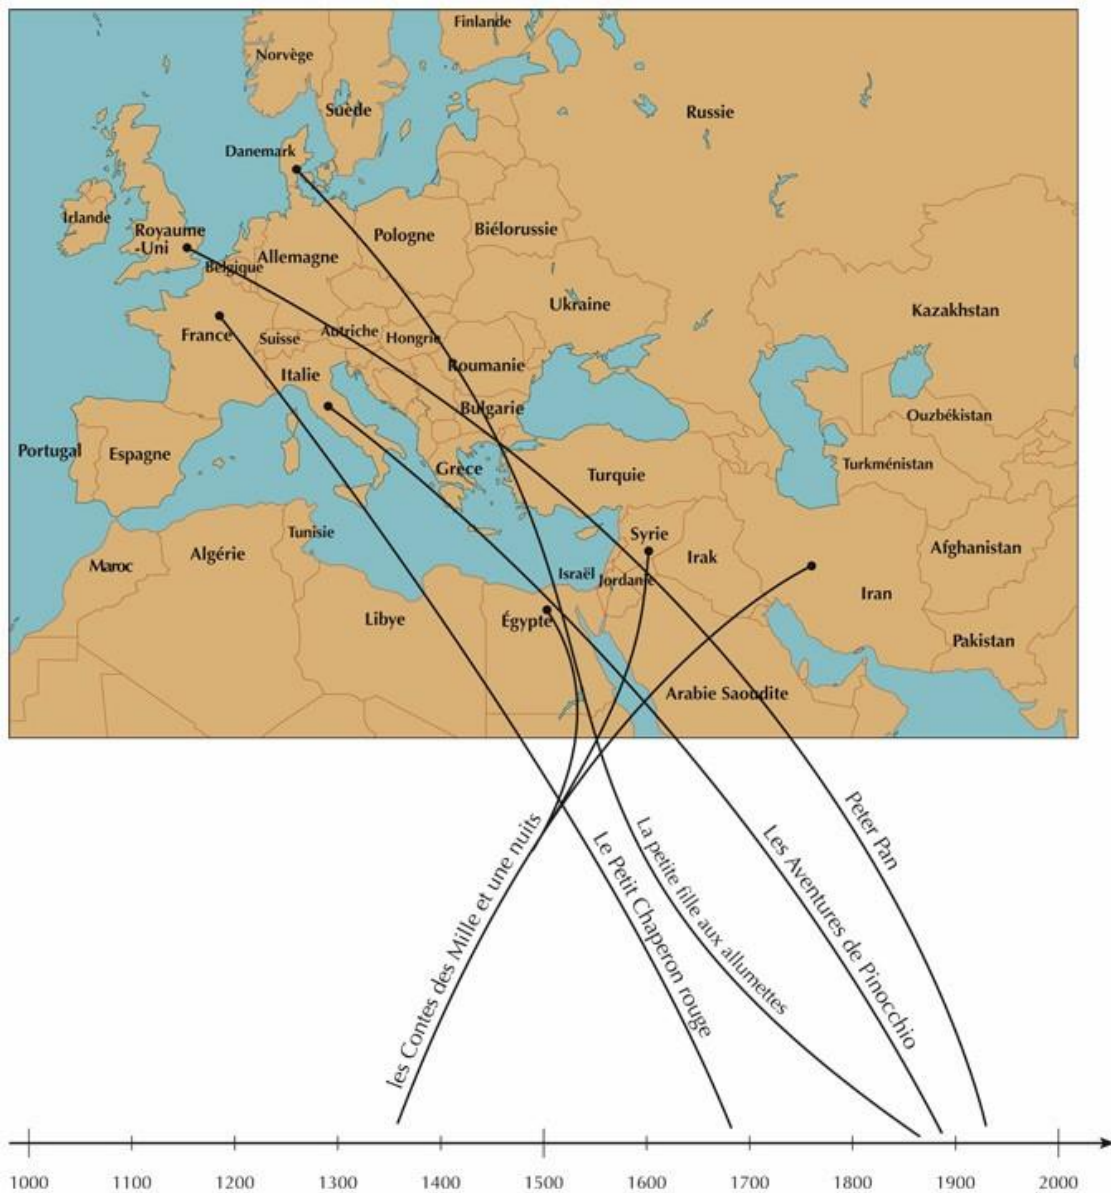 Finlande
Norvège
Suède
Russie
Danemark
Irlande
Royaume
-Uni
Pologne
Biélorussie
Belgique
Allemagne
Ukraine
Kazakhstan
France
Suisse
Autriche
Hongrie
Roumanie
Italie
Bulgarie
Ouzbékistan
Portugal
Espagne
Grèce
Turquie
Turkménistan
Tunisie
Syrie
Algérie
Maroc
Irak
Afghanistan
Israël
Jordanie
Iran
Libye
Égypte
Pakistan
Arabie Saoudite
les Contes des Mille et une nuits
Le Petit Chaperon rouge
La petite fille aux allumettes
Les Aventures de Pinocchio
Peter Pan
1000 1100 1200 1300 1400 1500 1600 1700 1800 1900 2000